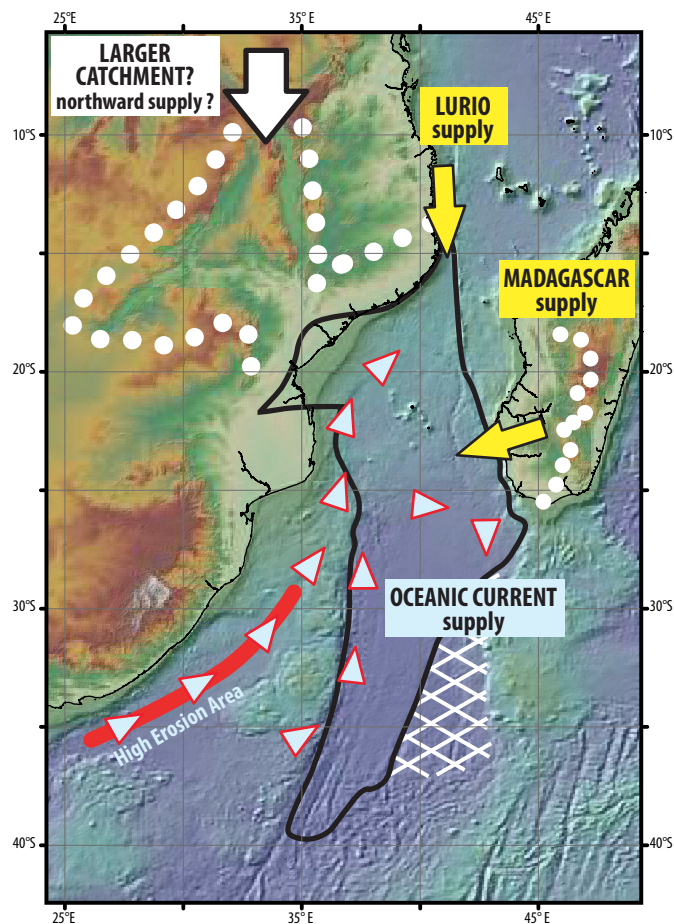 25°E
35°E
45°E
LARGER
CATCHMENT?
northward supply ?
LURIO
supply
10°S
10°S
MADAGASCAR
supply
20°S
20°S
OCEANIC CURRENT
supply
30°S
30°S
High Erosion Area
40°S
40°S
25°E
35°E
45°E